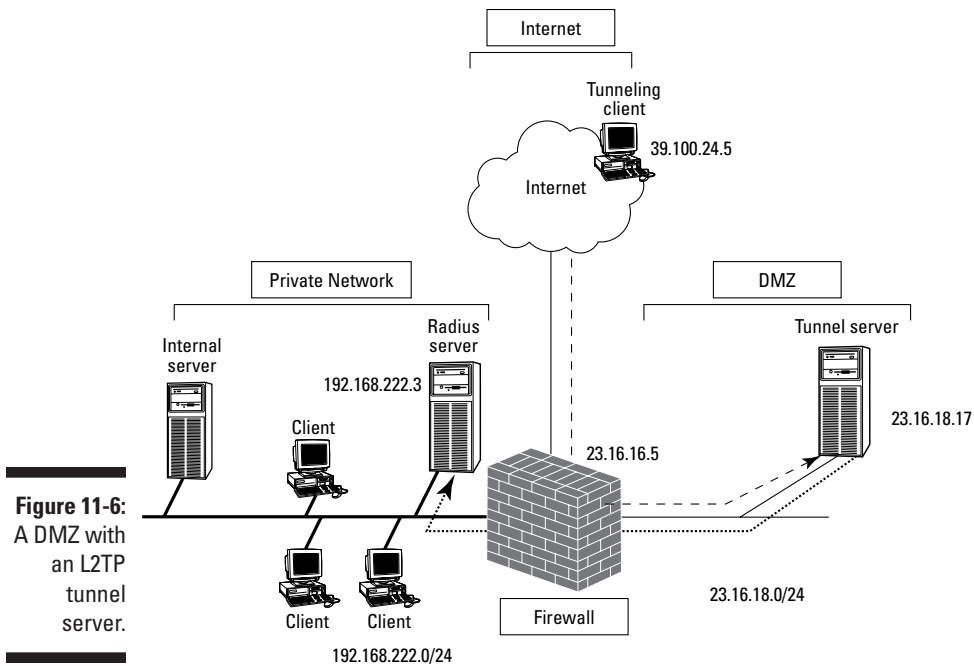 Internet
Tunneling
client
39.100.24.5
Internet
Private Network
DMZ
Internal
server
Radius
server
192.168.222.3
Tunnel server
23.16.18.17
Client
23.16.16.5
Figure 11-6:
A DMZ with
an L2TP
tunnel
server.
Client
Client
192.168.222.0/24
Firewall
23.16.18.0/24